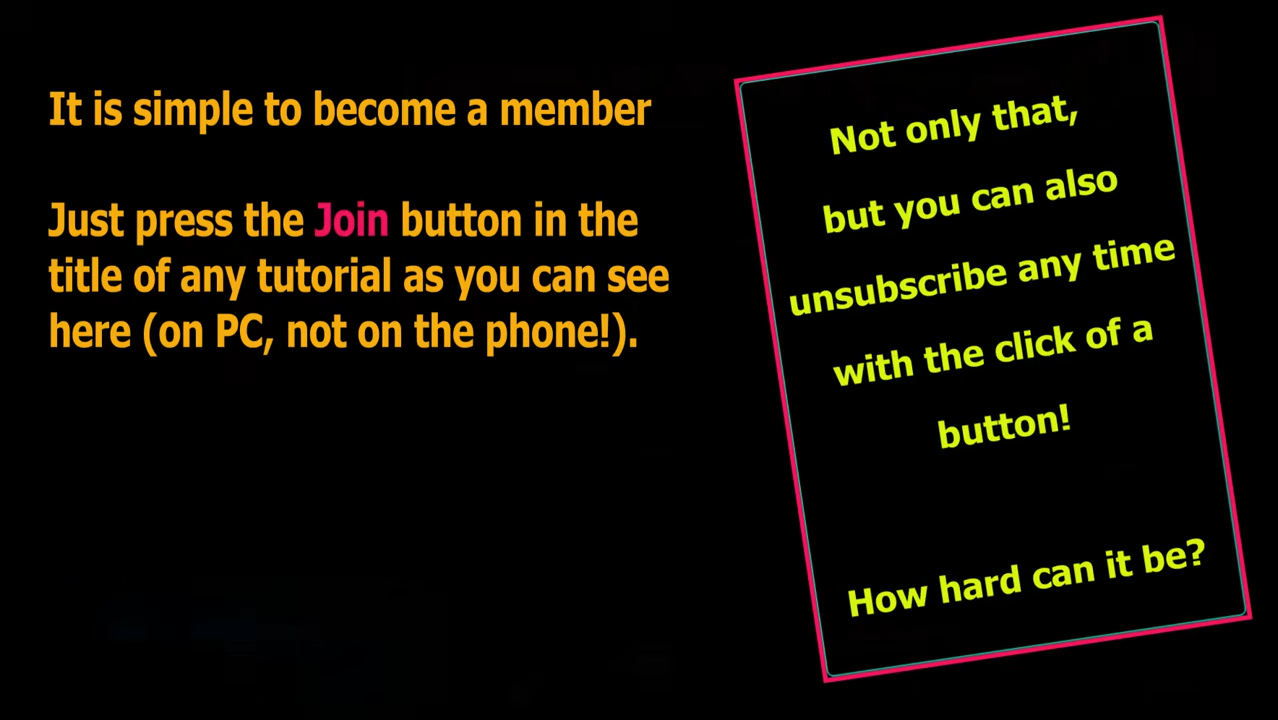 It is simple to become a member
Just press the Join button in the
title of any tutorial as you can see
here (on PC, not on the phone!).
Not only that,
but you can also
unsubscribe any time
with the click of a
button!
How hard can it be?